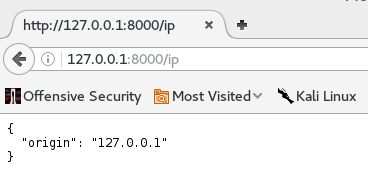 http://127.0.0.1:8000/ip
127.0.0.1:8000/ip
Offensive Security Most Visited Kali Linux
{
"origin": "127.0.0.1"
}